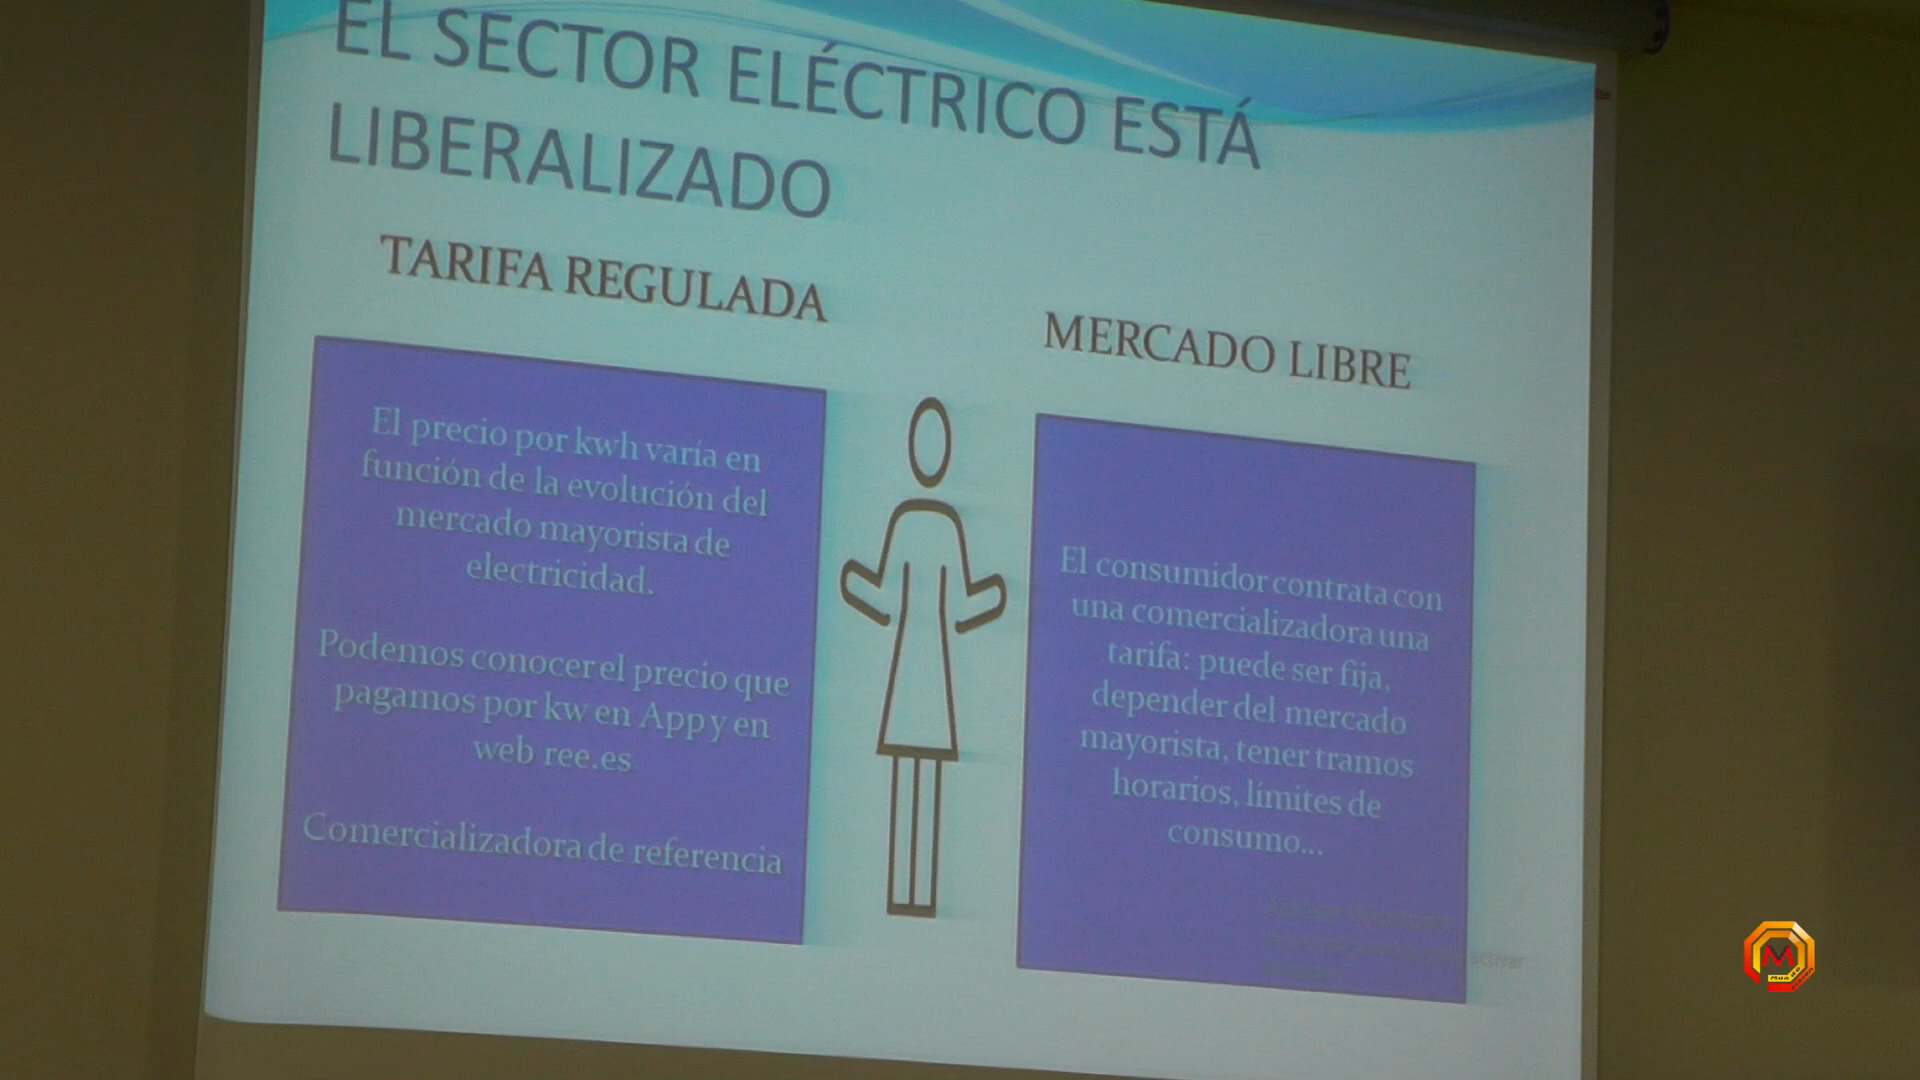 EL SECTOR ELÉCTRICO ESTÁ
LIBERALIZADO
TARIFA REGULADA
El precio por kwh varía en
función de la evolución del
mercado mayorista de
electricidad.
Podemos conocer el precio que
pagamos por kw en App y en
web ree.es
Comercializadora de referencia
MERCADO LIBRE
El consumidor contrata con
una comercializadora una
tarifa: puede ser fija,
depender del mercado
mayorista, tener tramos
horarios, límites de
consumo...
activar
M